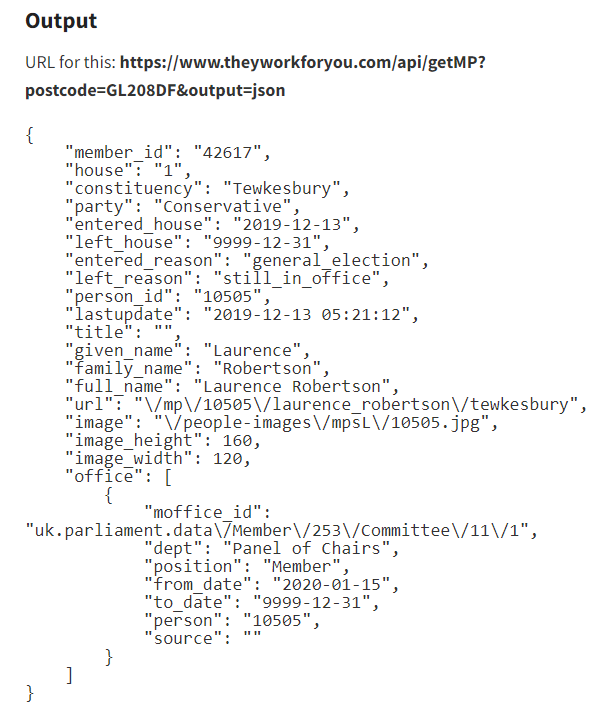 Output
URL for this: https://www.theyworkforyou.com/api/getMP?
postcode=GL208DF&output=json
{
    "member_id": "42617",
    "house": "1",
    "constituency": "Tewkesbury",
    "party": "Conservative",
    "entered_house": "2019-12-13",
    "left_house": "9999-12-31",
    "entered_reason": "general_election",
    "left_reason": "still_in_office",
    "person_id": "10505",
    "lastupdate": "2019-12-13 05:21:12",
    "title": "",
    "given_name": "Laurence",
    "family_name": "Robertson",
    "full_name": "Laurence Robertson",
    "url": "\/mp\/10505\/laurence_robertson\/tewkesbury",
    "image": "\/people-images\/mpsL\/10505.jpg",
    "image_height": 160,
    "image_width": 120,
    "office": [
        {
            "moffice_id":
"uk.parliament.data\/Member\/253\/Committee\/11\/1",
            "dept": "Panel of Chairs",
            "position": "Member",
            "from_date": "2020-01-15",
            "to_date": "9999-12-31",
            "person": "10505",
            "source": ""
        }
    ]
}